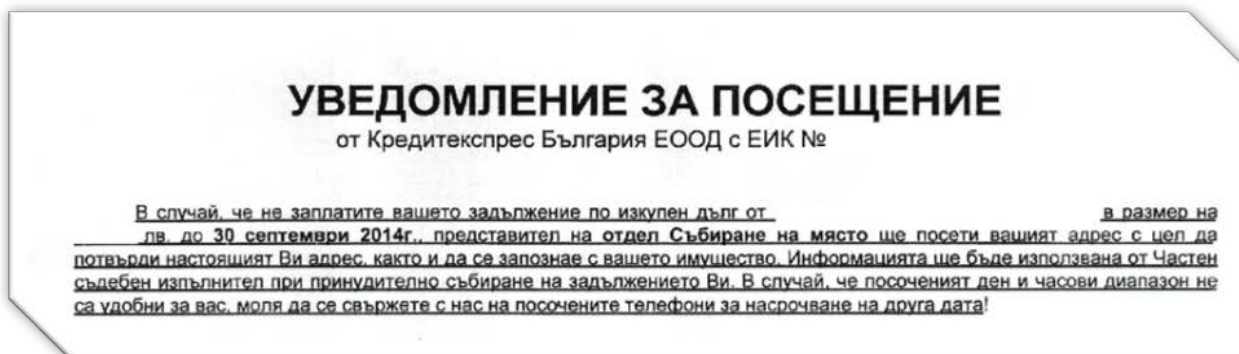 УВЕДОМЛЕНИЕ ЗА ПОСЕЩЕНИЕ
от Кредитекспрес България ЕООД с ЕИК №
В случай, че не заплатите вашето задължение по изкупен дълг от в размер на
лв. до 30 септември 2014г., представител на отдел Събиране на място ще посети вашият адрес с цел да
потвърди настоящият Ви адрес, както и да се запознае с вашето имущество. Информацията ще бъде използвана от Частен
съдебен изпълнител при принудително събиране на задължението Ви. В случай, че посоченият ден и часови диапазон не
са удобни за вас, моля да се свържете с нас на посочените телефони за насрочване на друга дата!